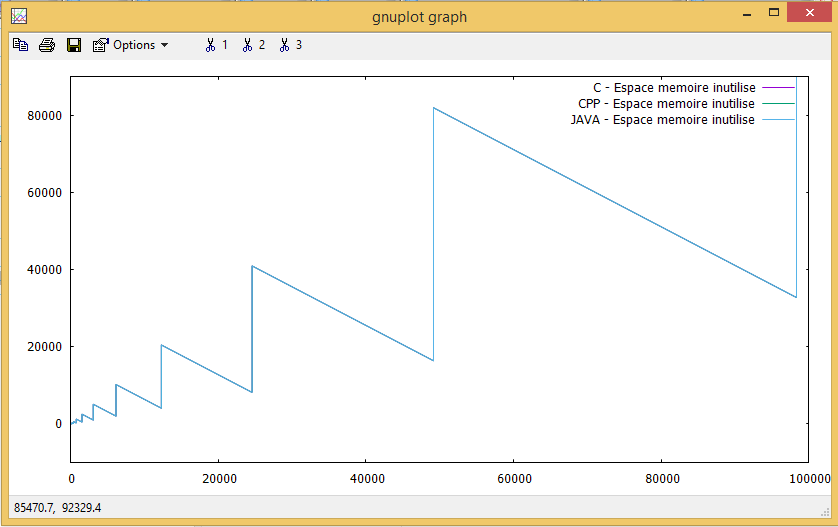 gnuplot graph
Options 1 2 3
C - Espace memoire inutilise
CPP - Espace memoire inutilise
JAVA - Espace memoire inutilise
80000
60000
40000
20000
0
0 20000 40000 60000 80000 100000
85470.7, 92329.4